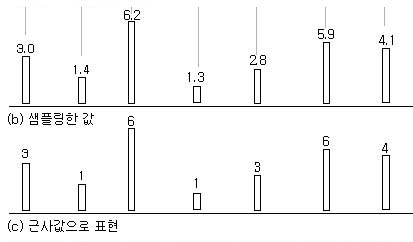 3.0 1.4 6.2 1.3 2.8 5.9 4.1
(b) 샘플링한 값
3 1 6 1 3 6 4
(c) 근사값으로 표현